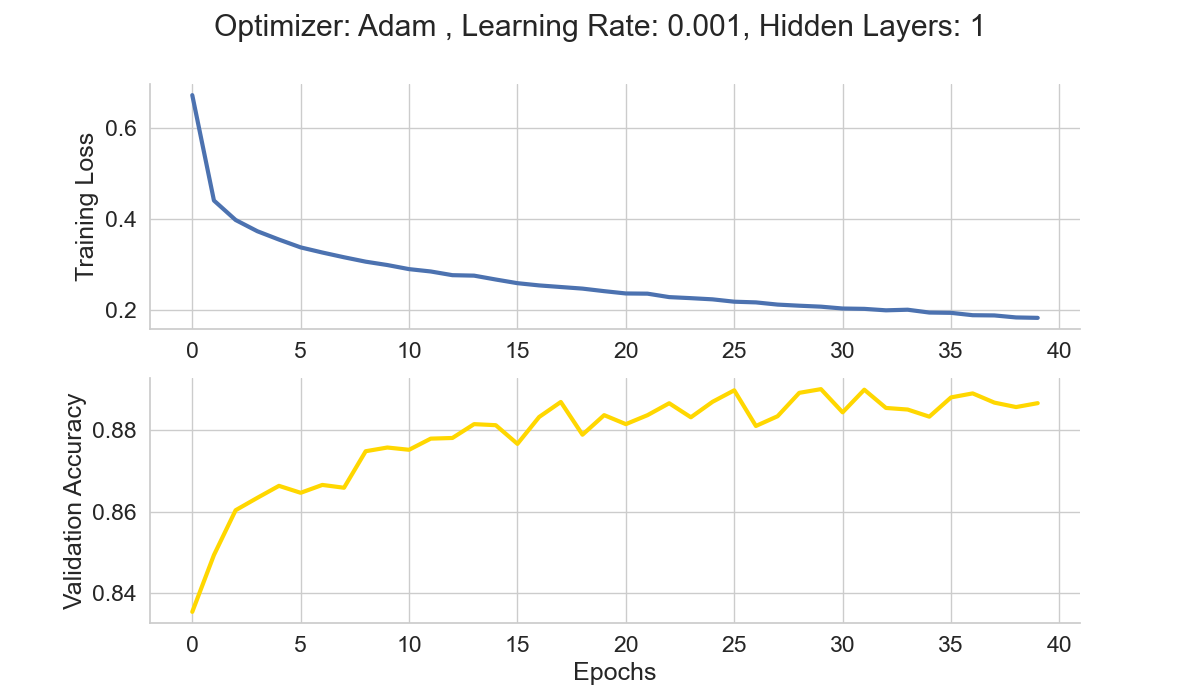 Optimizer: Adam , Learning Rate: 0.001, Hidden Layers: 1
Training Loss
0.6
0.4
0.2
0 5 10 15 20 25 30 35 40
Validation Accuracy
0.88
0.86
0.84
0 5 10 15 20 25 30 35 40
Epochs